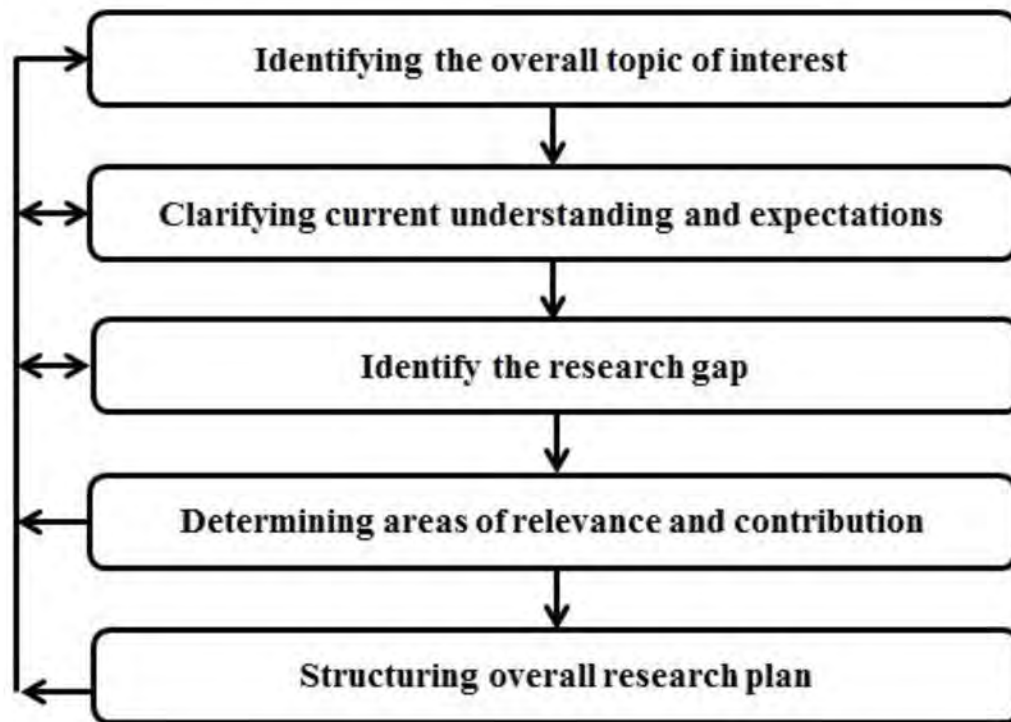 Identifying the overall topic of interest
Clarifying current understanding and expectations
Identify the research gap
Determining areas of relevance and contribution
Structuring overall research plan